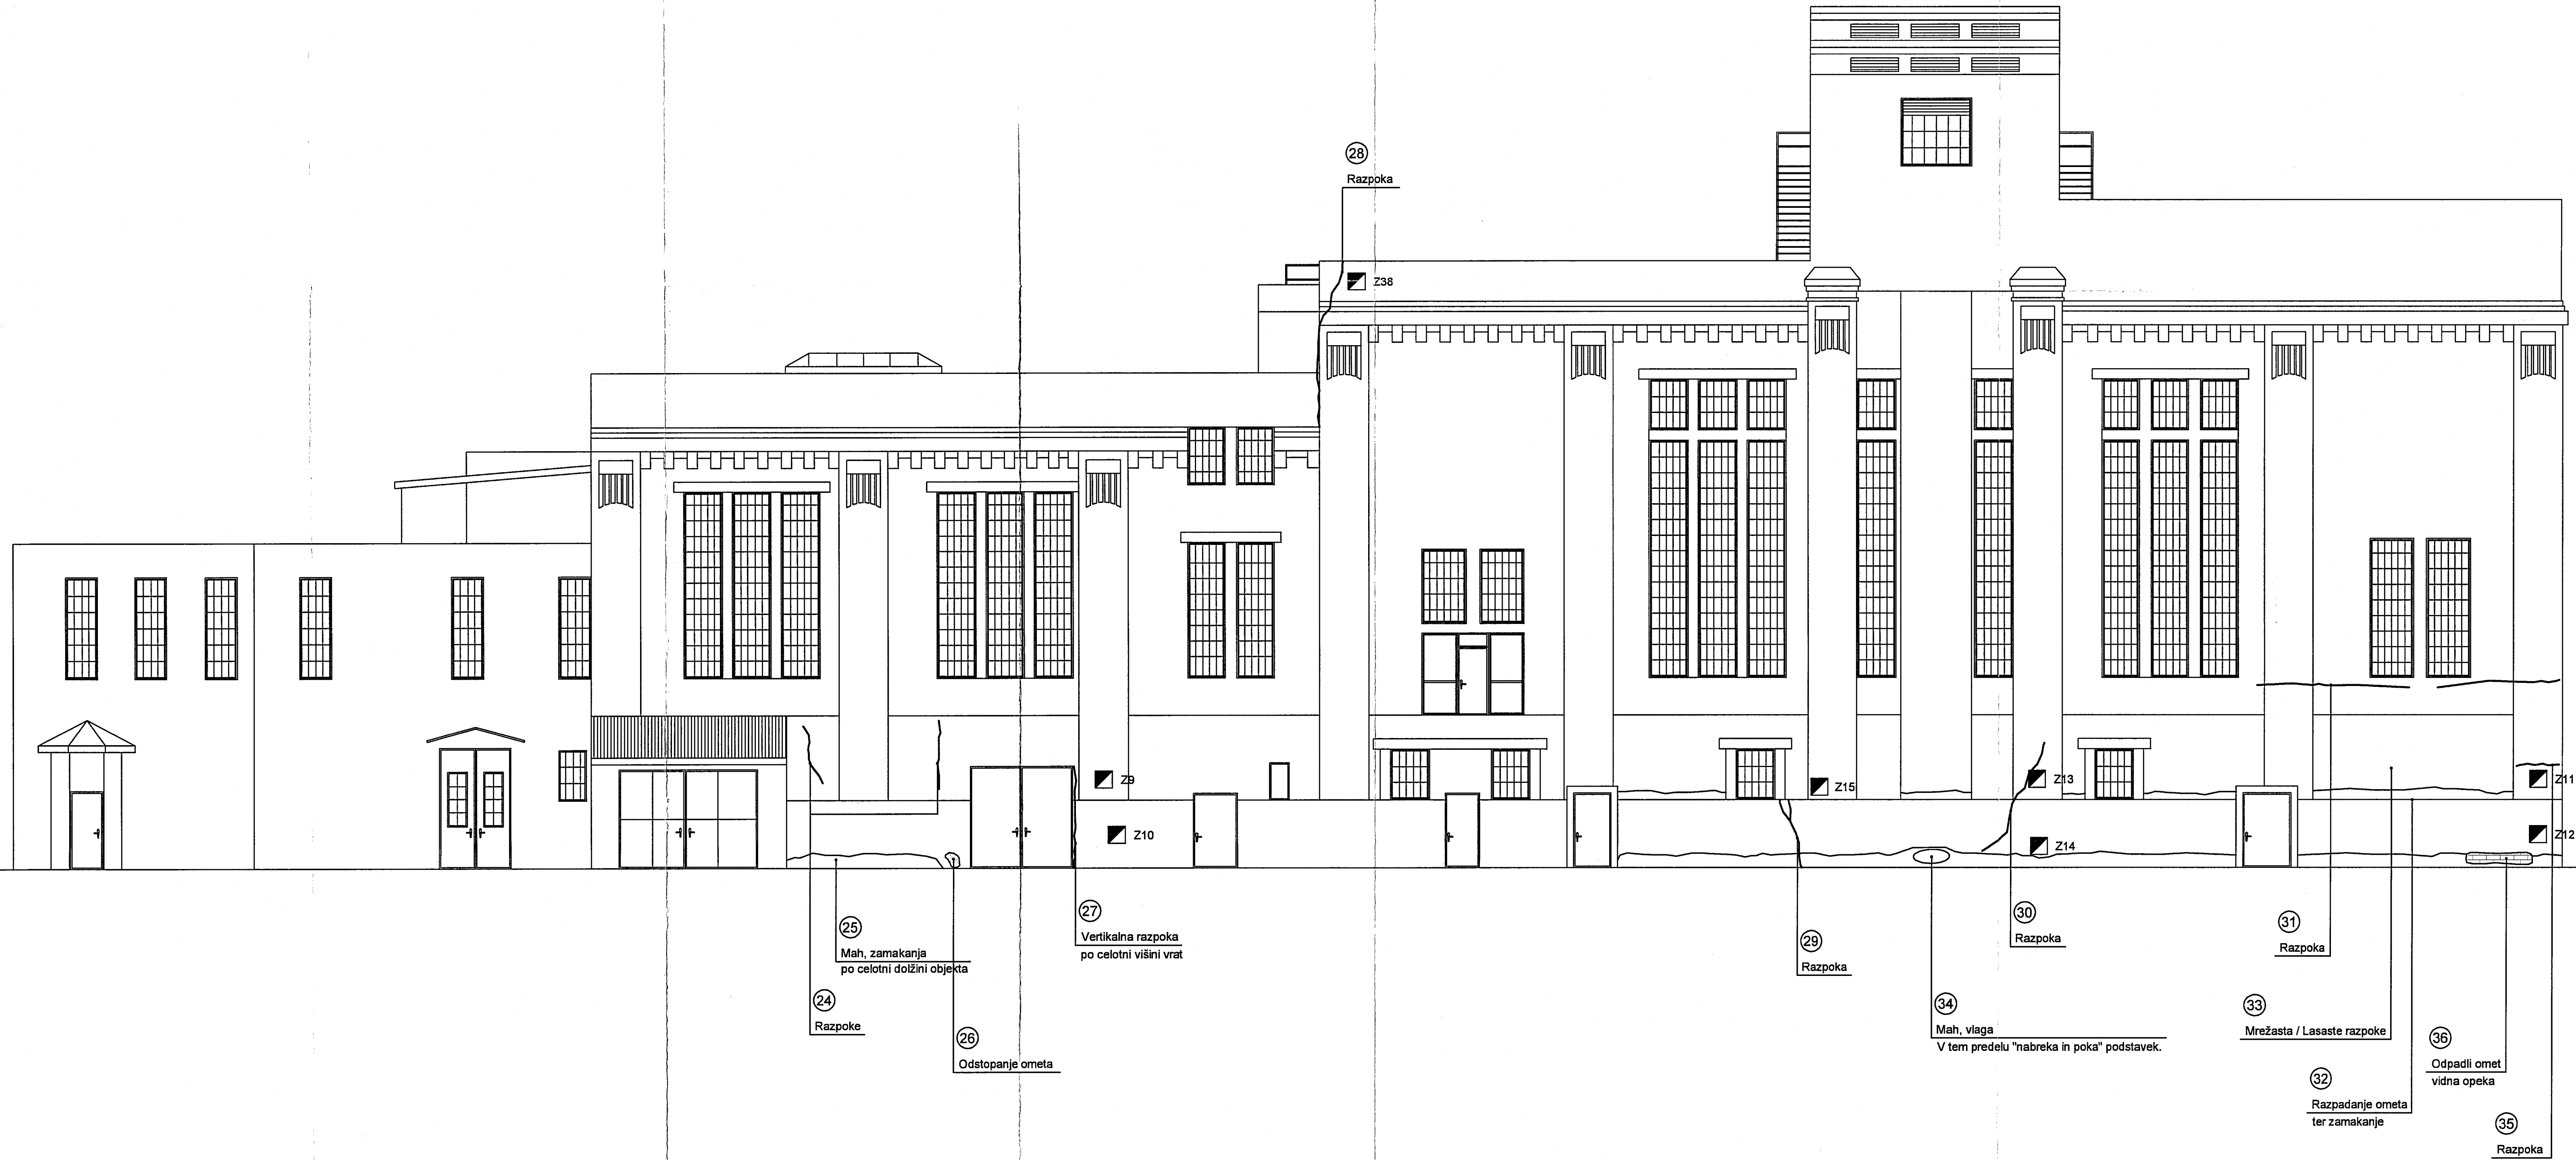 28
Razpoka
Z38
Z9
Z10
Z15
Z13
Z14
Z11
Z12
25
Mah, zamakanja
po celotni dolžini objekta
24
Razpoke
26
Odstopanje ometa
27
Vertikalna razpoka
po celotni višini vrat
29
Razpoka
30
Razpoka
34
Mah, vlaga
V tem predelu "nabreka in poka" podstavek.
31
Razpoka
33
Mrežasta / Lasaste razpoke
32
Razpadanje ometa
ter zamakanje
36
Odpadli omet
vidna opeka
35
Razpoka